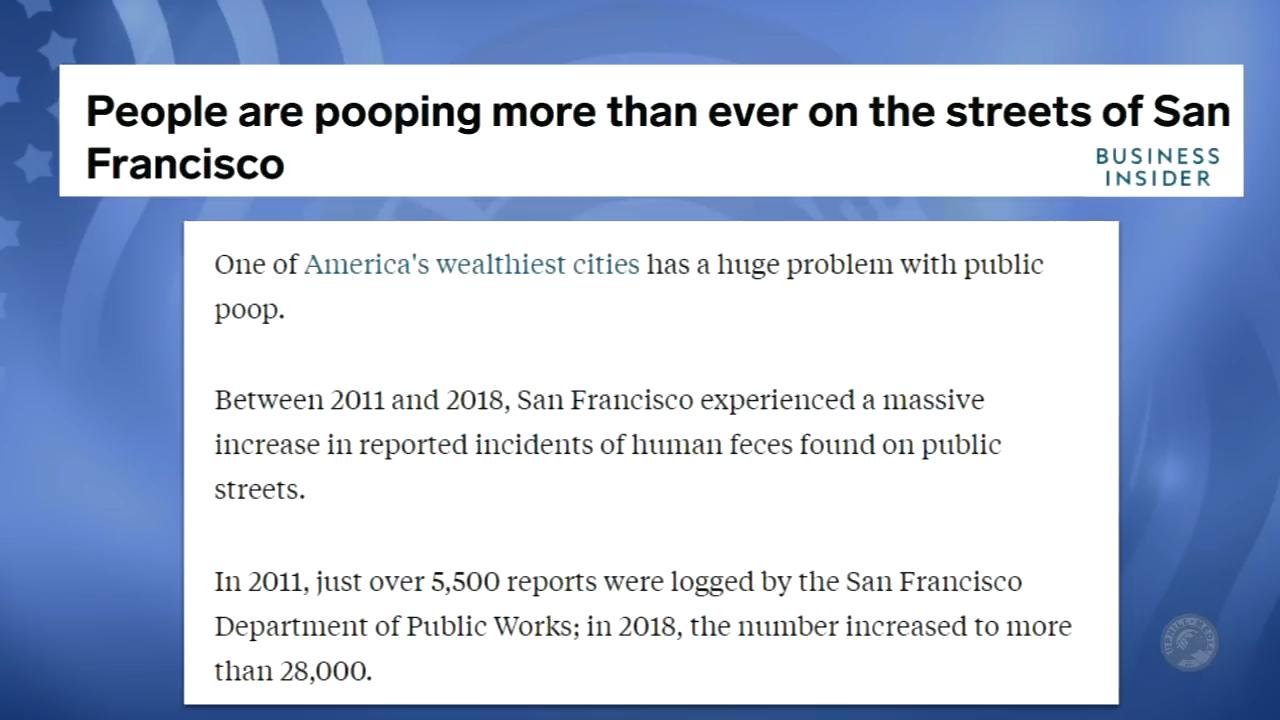 People are pooping more than ever on the streets of San
Francisco
BUSINESS
INSIDER
One of America's wealthiest cities has a huge problem with public
poop.
Between 2011 and 2018, San Francisco experienced a massive
increase in reported incidents of human feces found on public
streets.
In 2011, just over 5,500 reports were logged by the San Francisco
Department of Public Works; in 2018, the number increased to more
than 28,000.